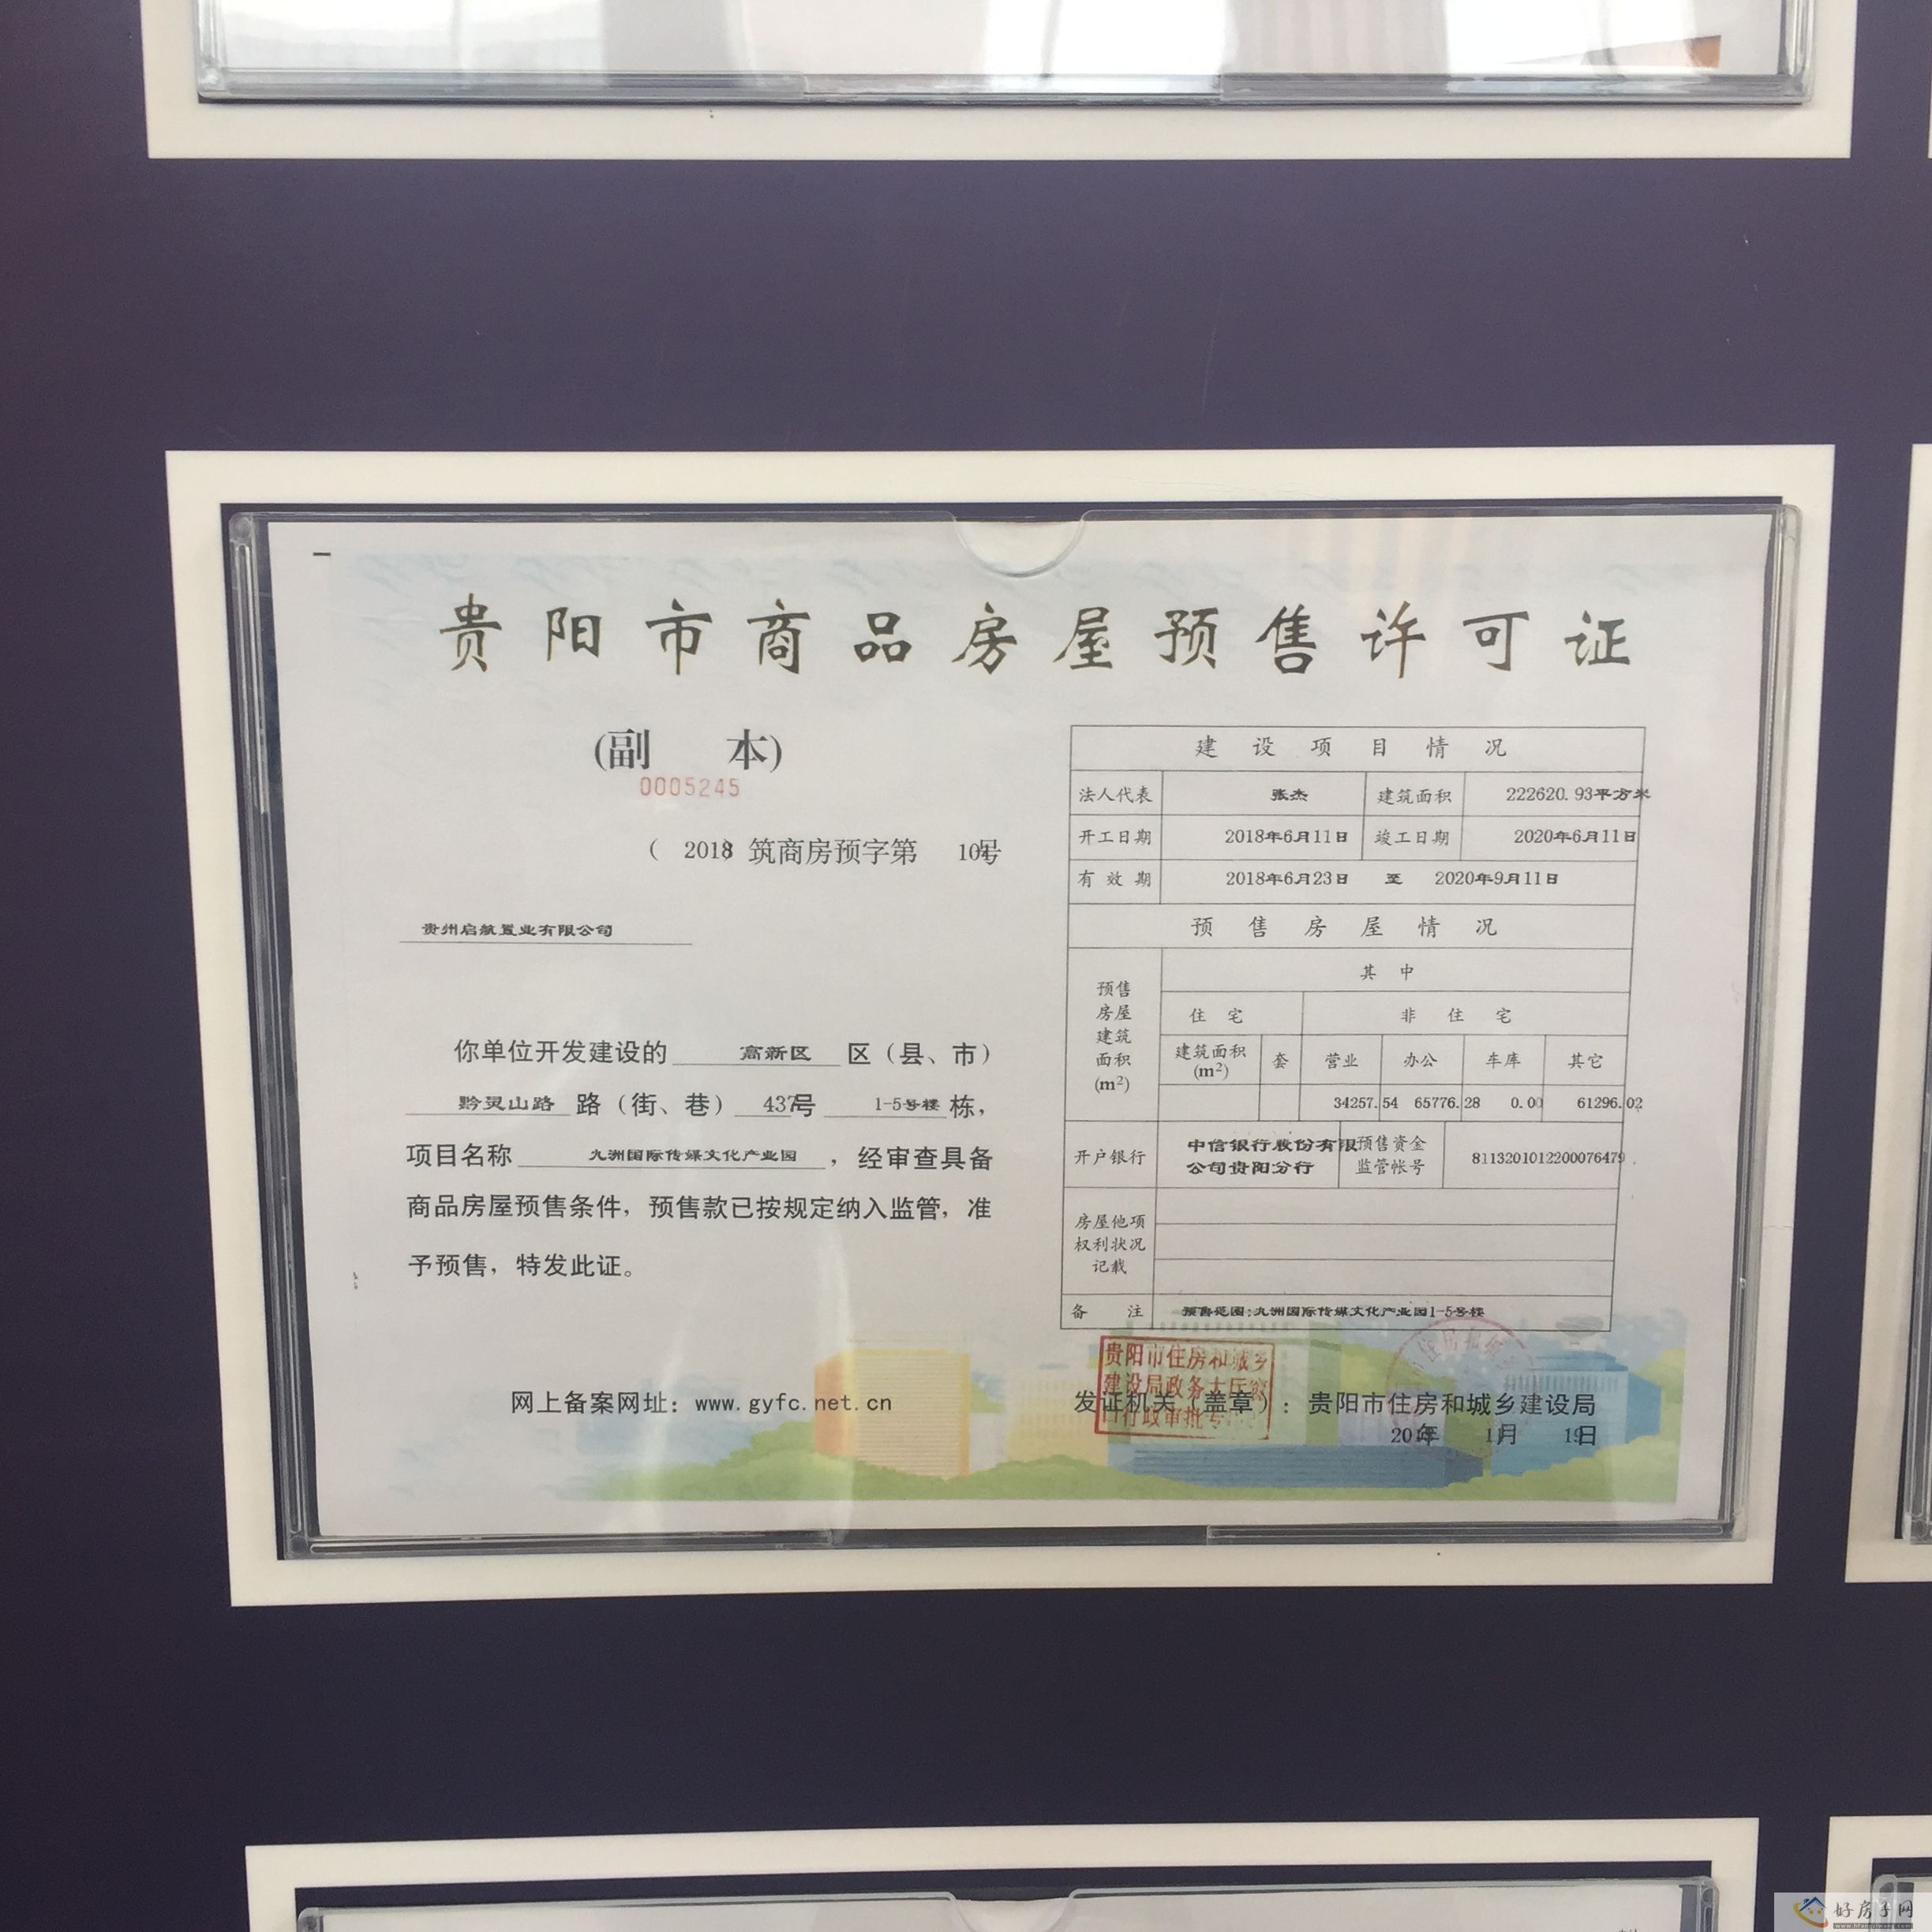 贵阳市商品房屋预售许可证
(副 本)
0005245
( 2018 筑商房预字第 号
贵州启航置业有限公司
你单位开发建设的 高新区 区（县、市）
黔灵山路 路（街、巷） 437号 1-5号楼 栋，
项目名称 九洲国际传媒文化产业园 ，经审查具备
商品房屋预售条件，预售款已按规定纳入监管，准
予预售，特发此证。
网上备案网址：www.gyfc.net.cn
建设项目情况
法人代表 张杰 建筑面积 222620.93平方米
开工日期 2018年6月11日 竣工日期 2020年6月11日
有效期 2018年6月23日 至 2020年9月11日
预售房屋情况
预售
房屋
建筑
面积
(m²)
其中
住宅 非住宅
建筑面积
(m²)
套 营业 办公 车库 其它
34257.54 65776.28 0.00 61296.02
开户银行 中信银行股份有限
公司贵阳分行
预售资金
监管帐号
8113201012200076479
房屋他项
权利状况
记载
备注 预售范围:九洲国际传媒文化产业园1-5号楼
贵阳市住房和城乡
建设局政务大厅窗
口行政审批专
发证机关（盖章）：贵阳市住房和城乡建设局
年 月 日
好房子网